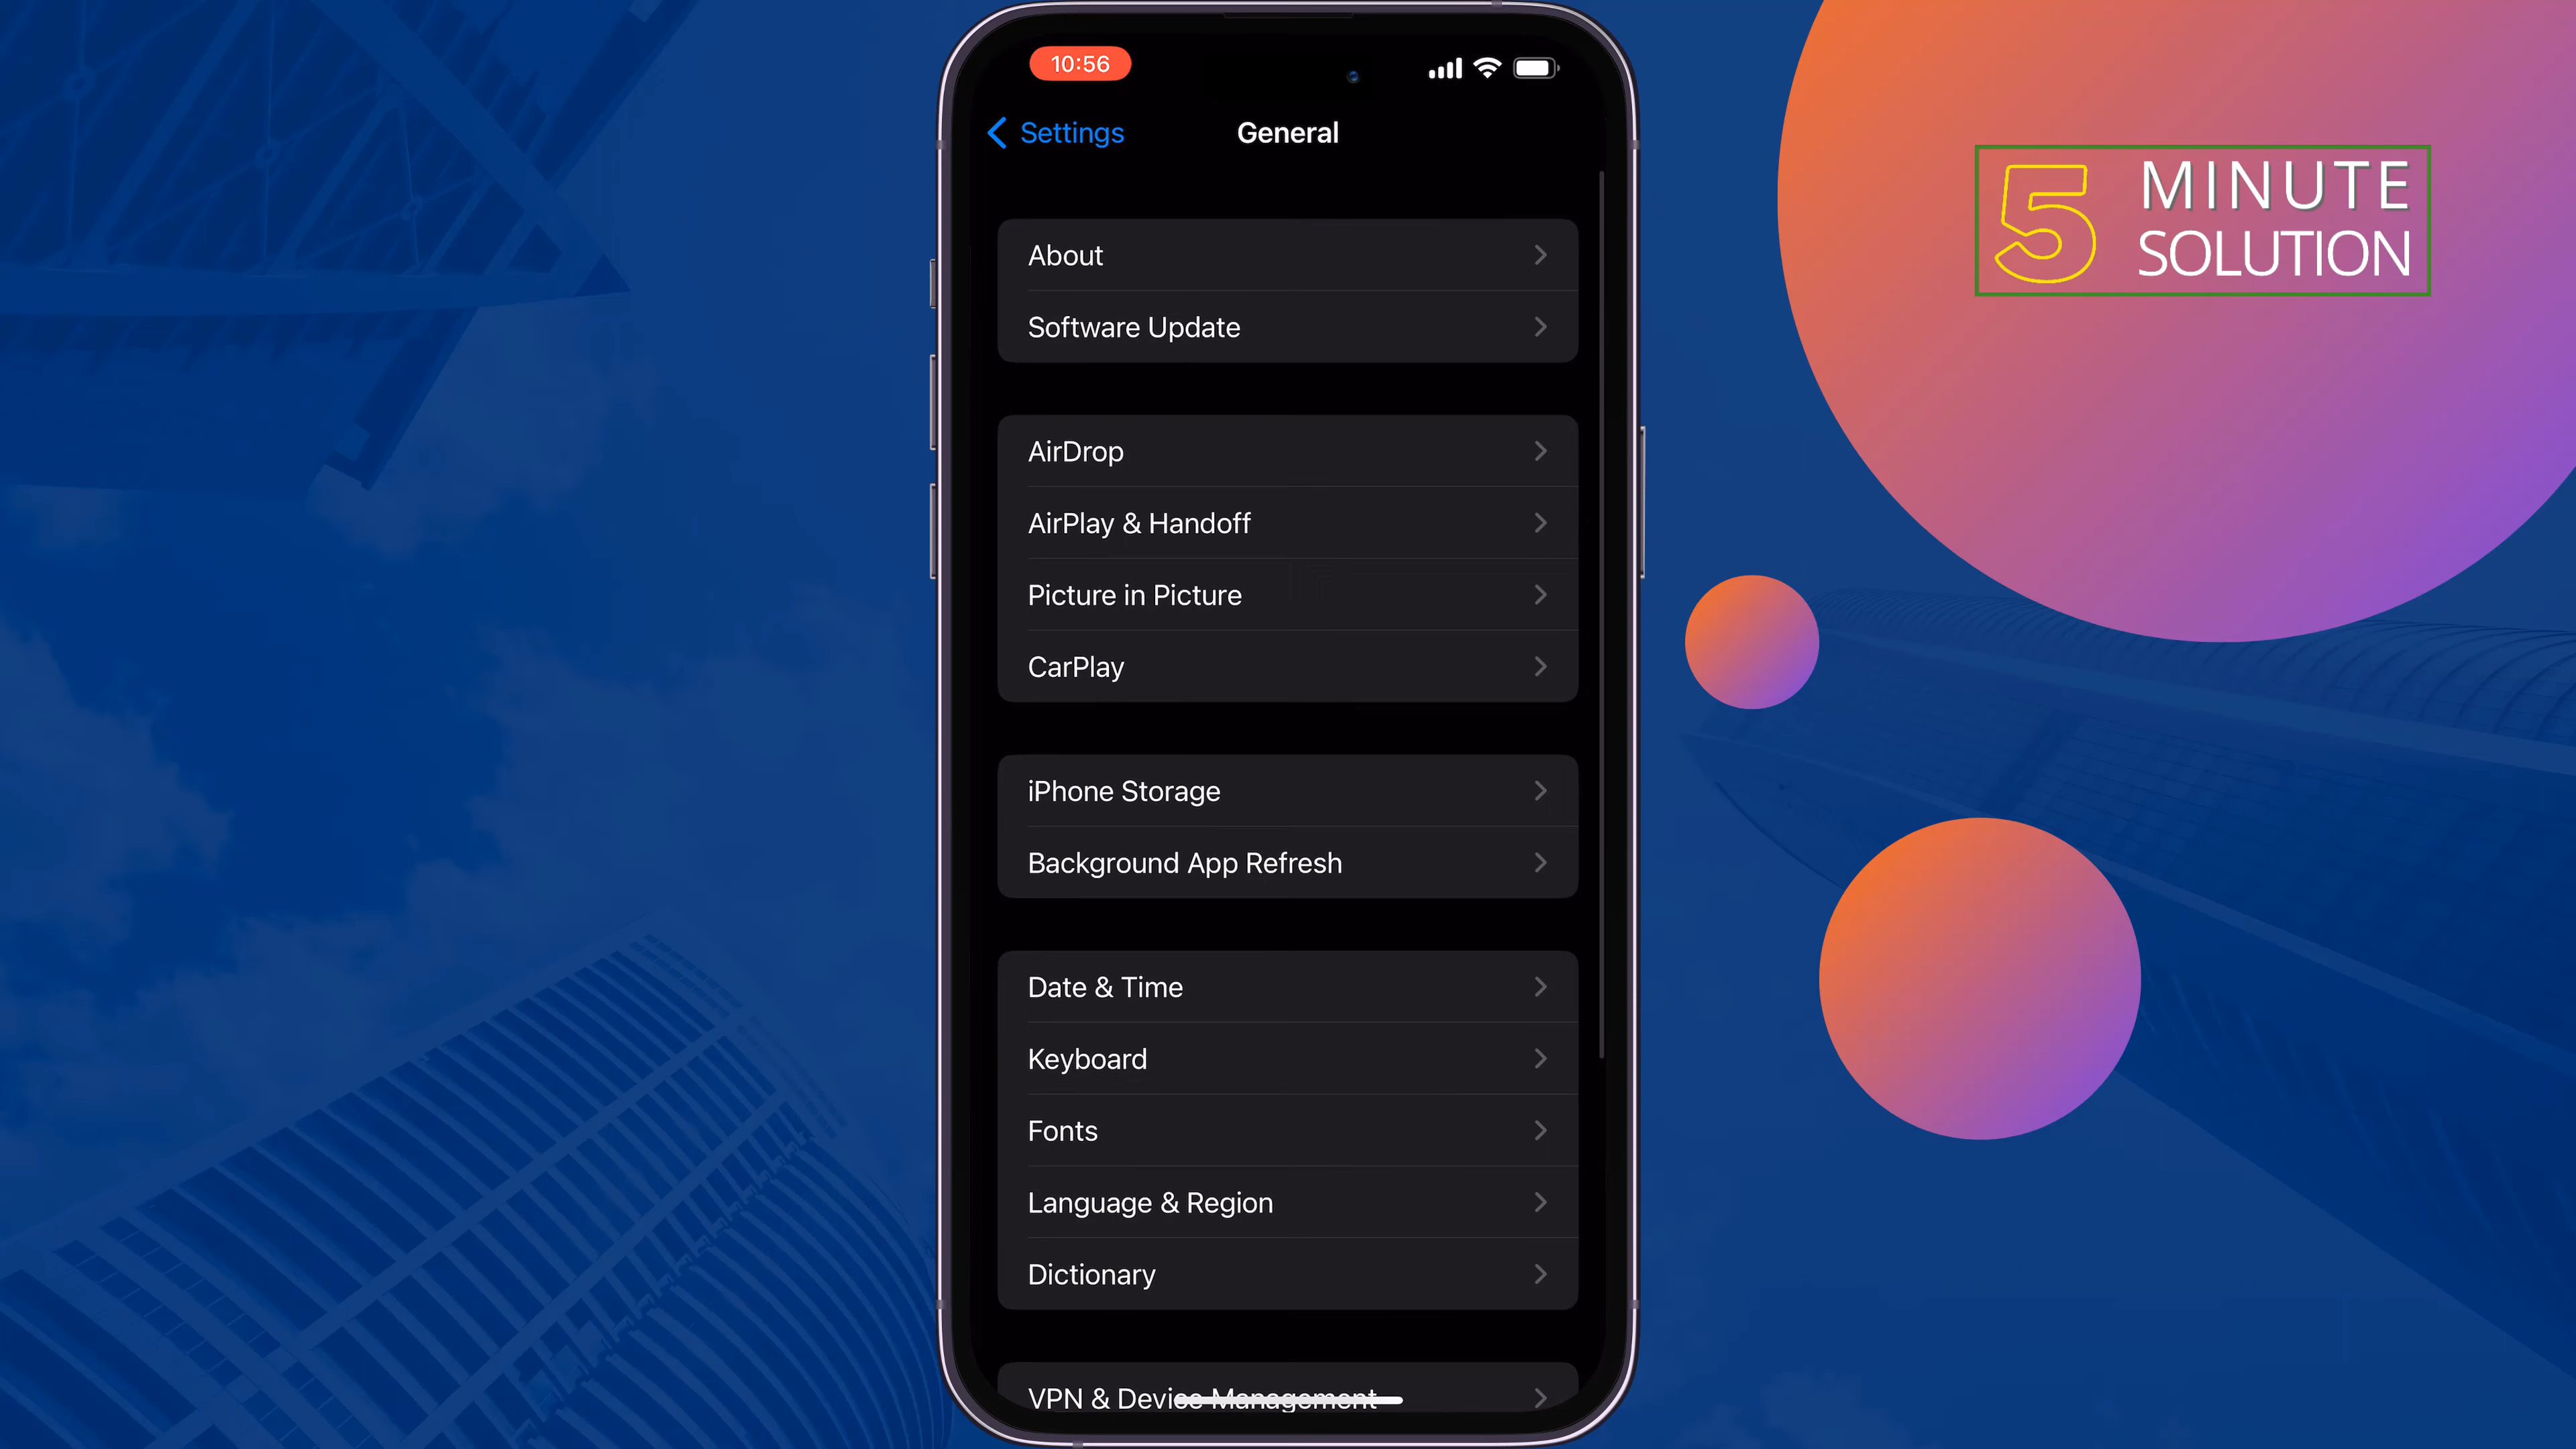 10:56
Settings
General
About
Software Update
AirDrop
AirPlay & Handoff
Picture in Picture
CarPlay
iPhone Storage
Background App Refresh
Date & Time
Keyboard
Fonts
Language & Region
Dictionary
VPN & Device Management
5 MINUTE
SOLUTION